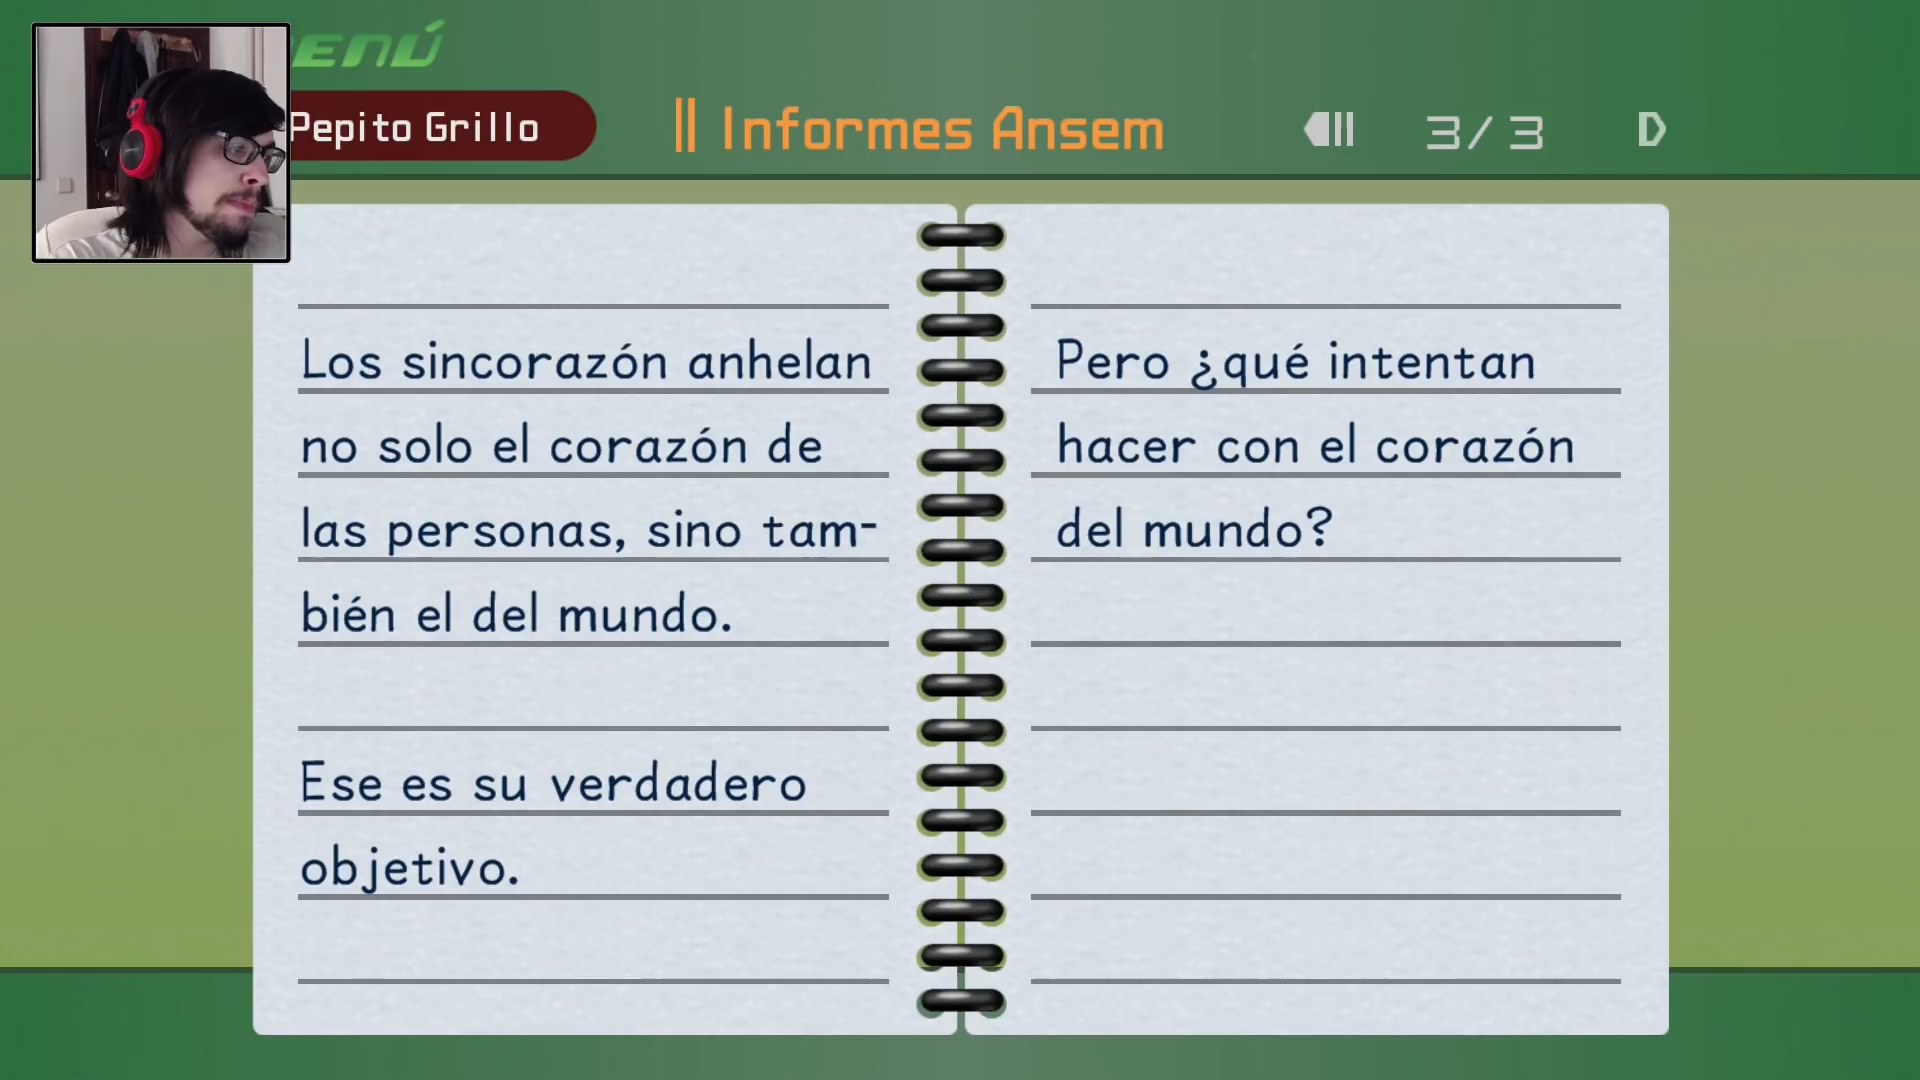 ENÚ
Pepito Grillo
Informes Ansem
3/3
Los sincorazón anhelan
no solo el corazón de
las personas, sino tam-
bién el del mundo.
Ese es su verdadero
objetivo.
Pero ¿qué intentan
hacer con el corazón
del mundo?